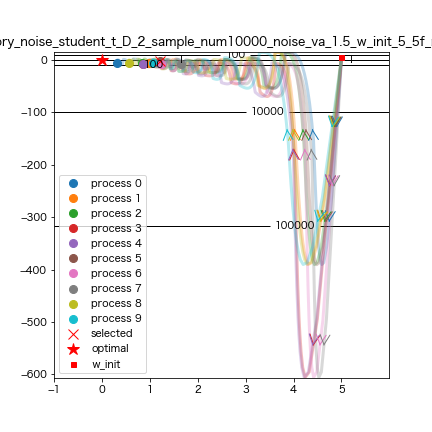 ory_noise_student_t_D_2_sample_num10000_noise_va_1.5_w_init_5_5f_
0
−100
−200
−300
−400
−500
−600
−1
0
1
2
3
4
5
10000
100000
process 0
process 1
process 2
process 3
process 4
process 5
process 6
process 7
process 8
process 9
selected
optimal
w_init